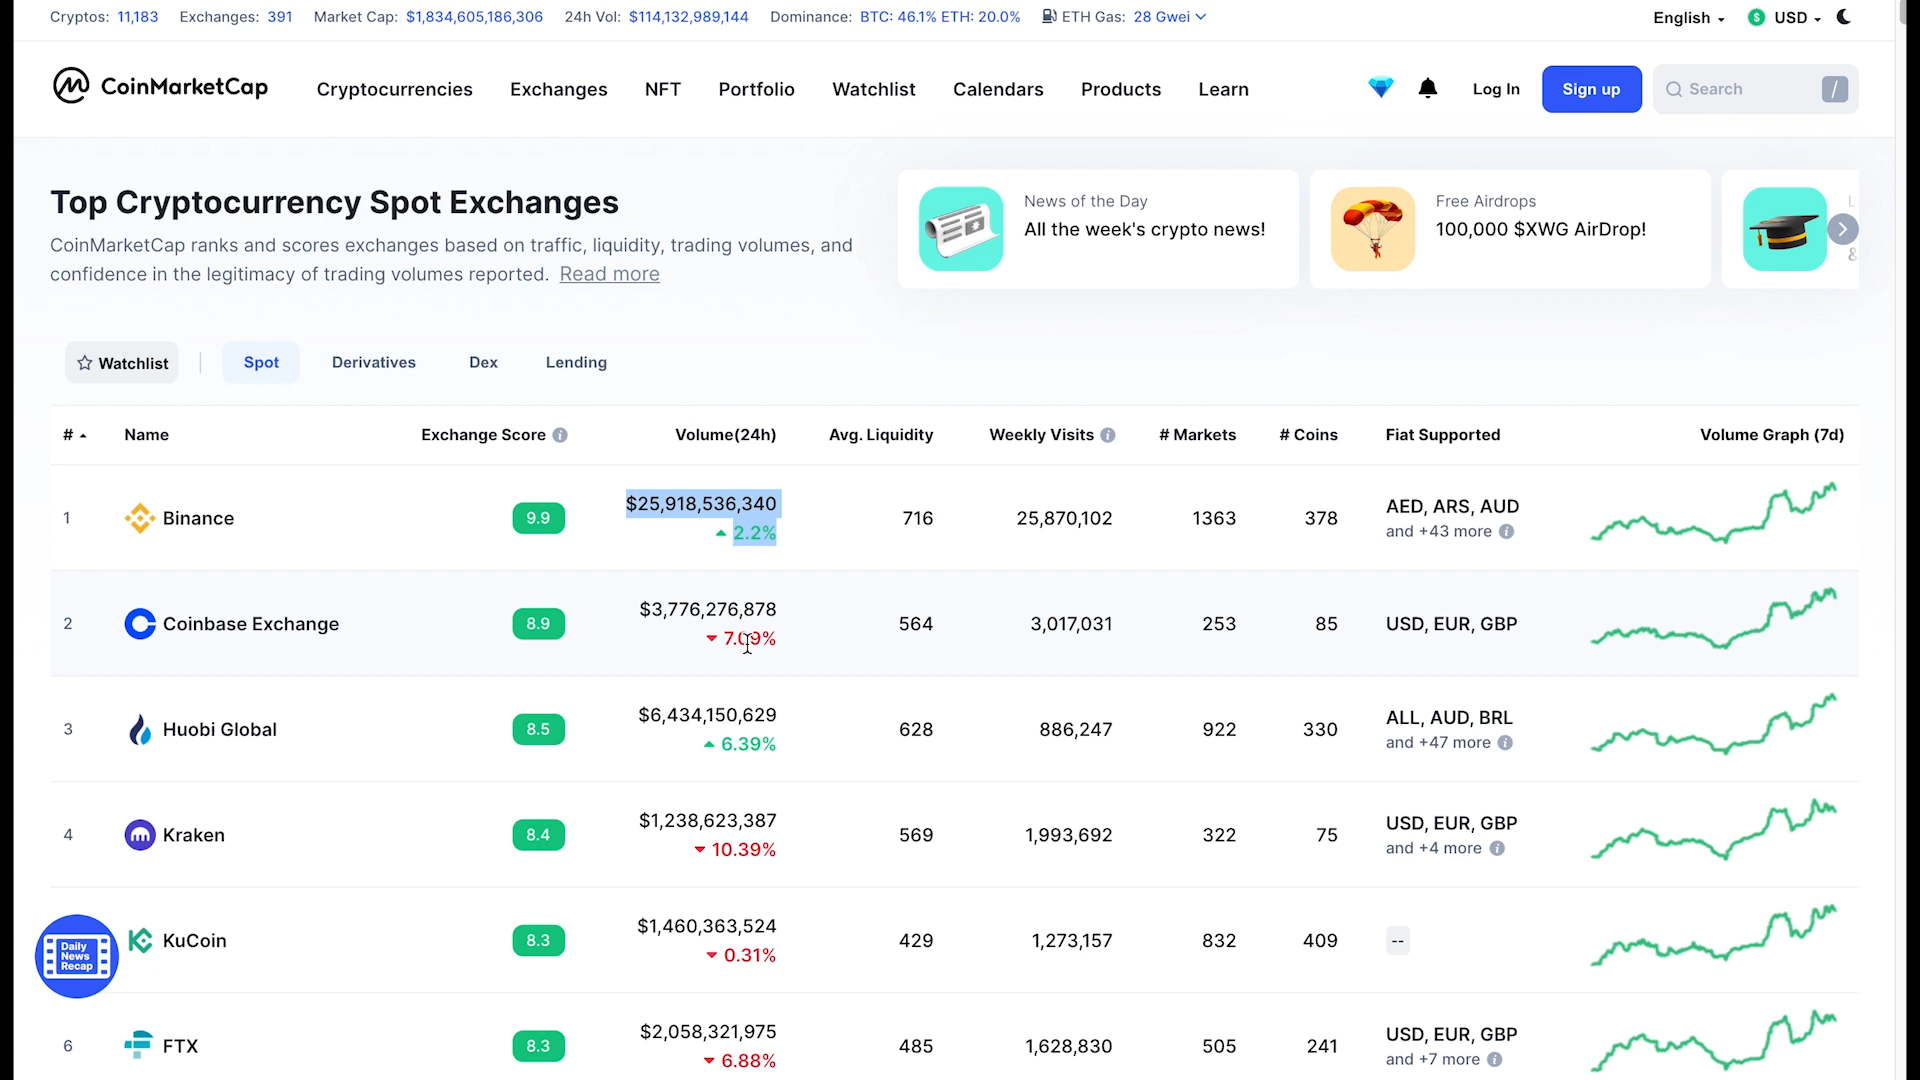 Cryptos: 11,183 Exchanges: 391 Market Cap: $1,834,605,186,306 24h Vol: $114,132,989,144 Dominance: BTC: 46.1% ETH: 20.0% ETH Gas: 28 Gwei English $ USD
CoinMarketCap Cryptocurrencies Exchanges NFT Portfolio Watchlist Calendars Products Learn Log In Sign up Search /
Top Cryptocurrency Spot Exchanges
CoinMarketCap ranks and scores exchanges based on traffic, liquidity, trading volumes, and
confidence in the legitimacy of trading volumes reported. Read more
News of the Day
All the week's crypto news!
Free Airdrops
100,000 $XWG AirDrop!
L
&
Watchlist Spot Derivatives Dex Lending
# Name Exchange Score Volume(24h) Avg. Liquidity Weekly Visits # Markets # Coins Fiat Supported Volume Graph (7d)
1 Binance 9.9 $25,918,536,340 716 25,870,102 1363 378 AED, ARS, AUD
2.2% and +43 more
2 Coinbase Exchange 8.9 $3,776,276,878 564 3,017,031 253 85 USD, EUR, GBP
3 Huobi Global 8.5 $6,434,150,629 628 886,247 922 330 ALL, AUD, BRL
6.39% and +47 more
4 Kraken 8.4 $1,238,623,387 569 1,993,692 322 75 USD, EUR, GBP
10.39% and +4 more
KuCoin 8.3 $1,460,363,524 429 1,273,157 832 409 --
0.31%
Daily
News
Recap
6 FTX 8.3 $2,058,321,975 485 1,628,830 505 241 USD, EUR, GBP
6.88% and +7 more